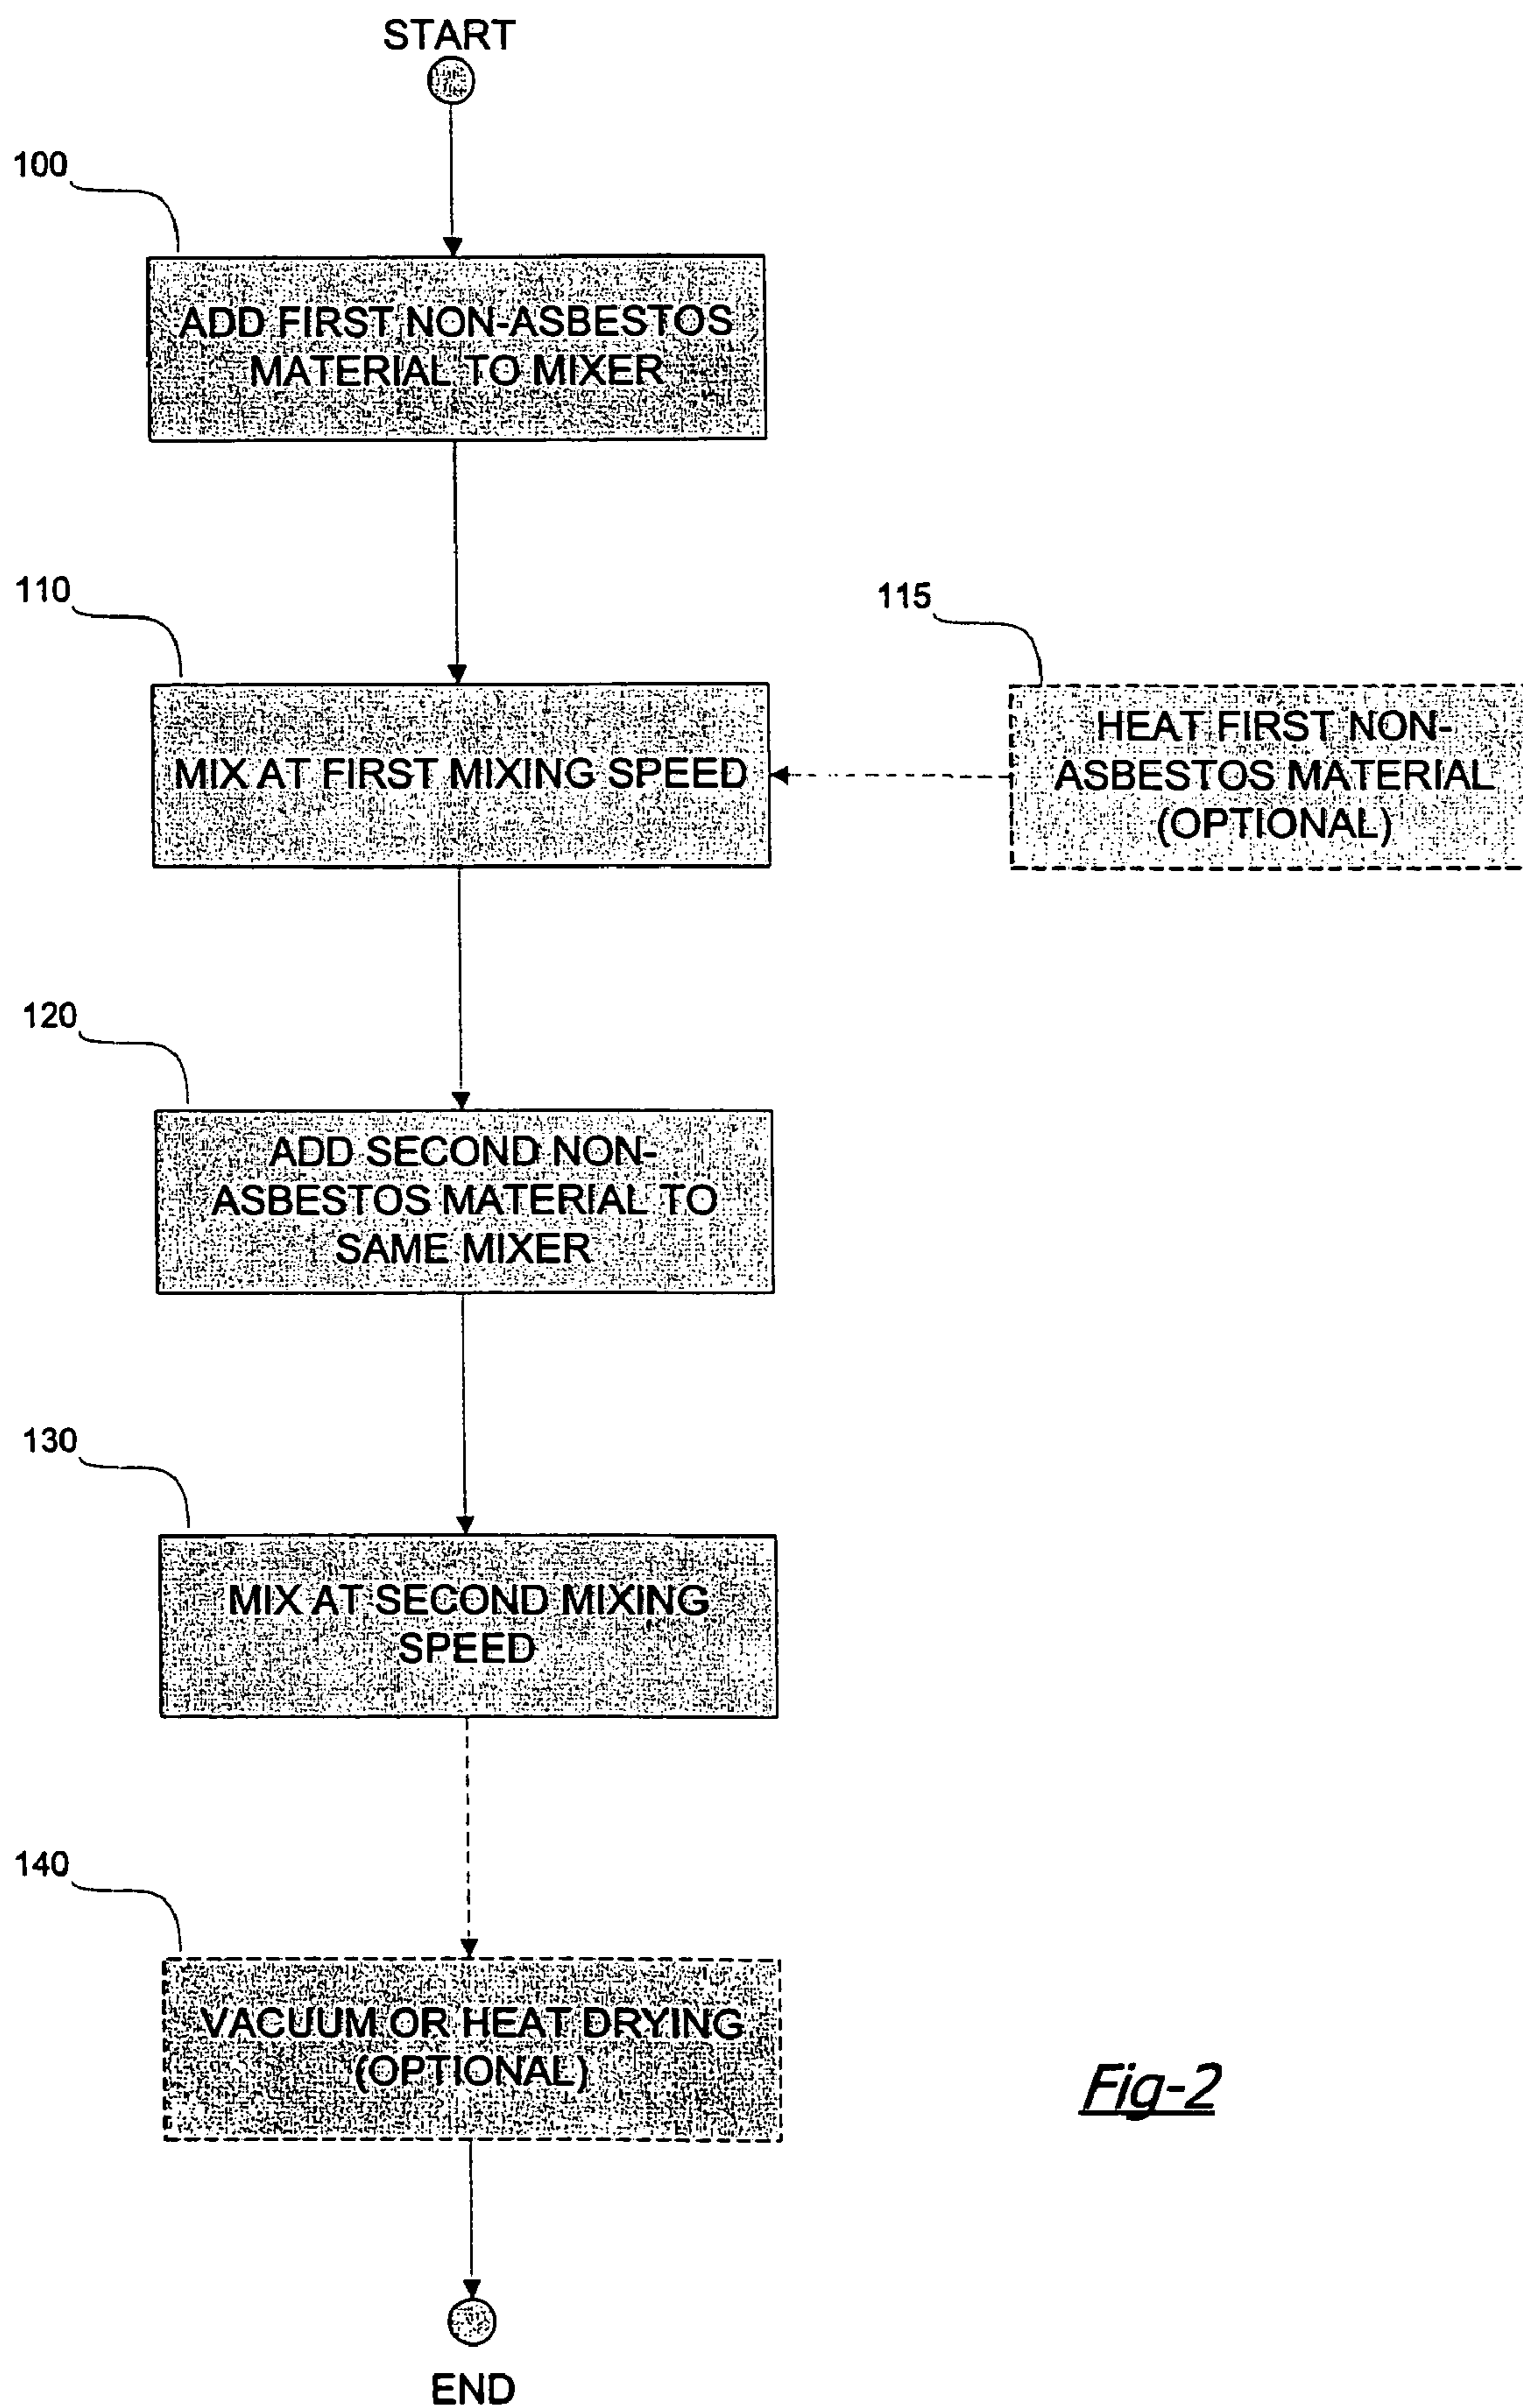 START
100
ADD FIRST NON-ASBESTOS
MATERIAL TO MIXER
110
MIX AT FIRST MIXING SPEED
115
HEAT FIRST NON-
ASBESTOS MATERIAL
(OPTIONAL)
120
ADD SECOND NON-
ASBESTOS MATERIAL TO
SAME MIXER
130
MIX AT SECOND MIXING
SPEED
140
VACUUM OR HEAT DRYING
(OPTIONAL)
Fig-2
END